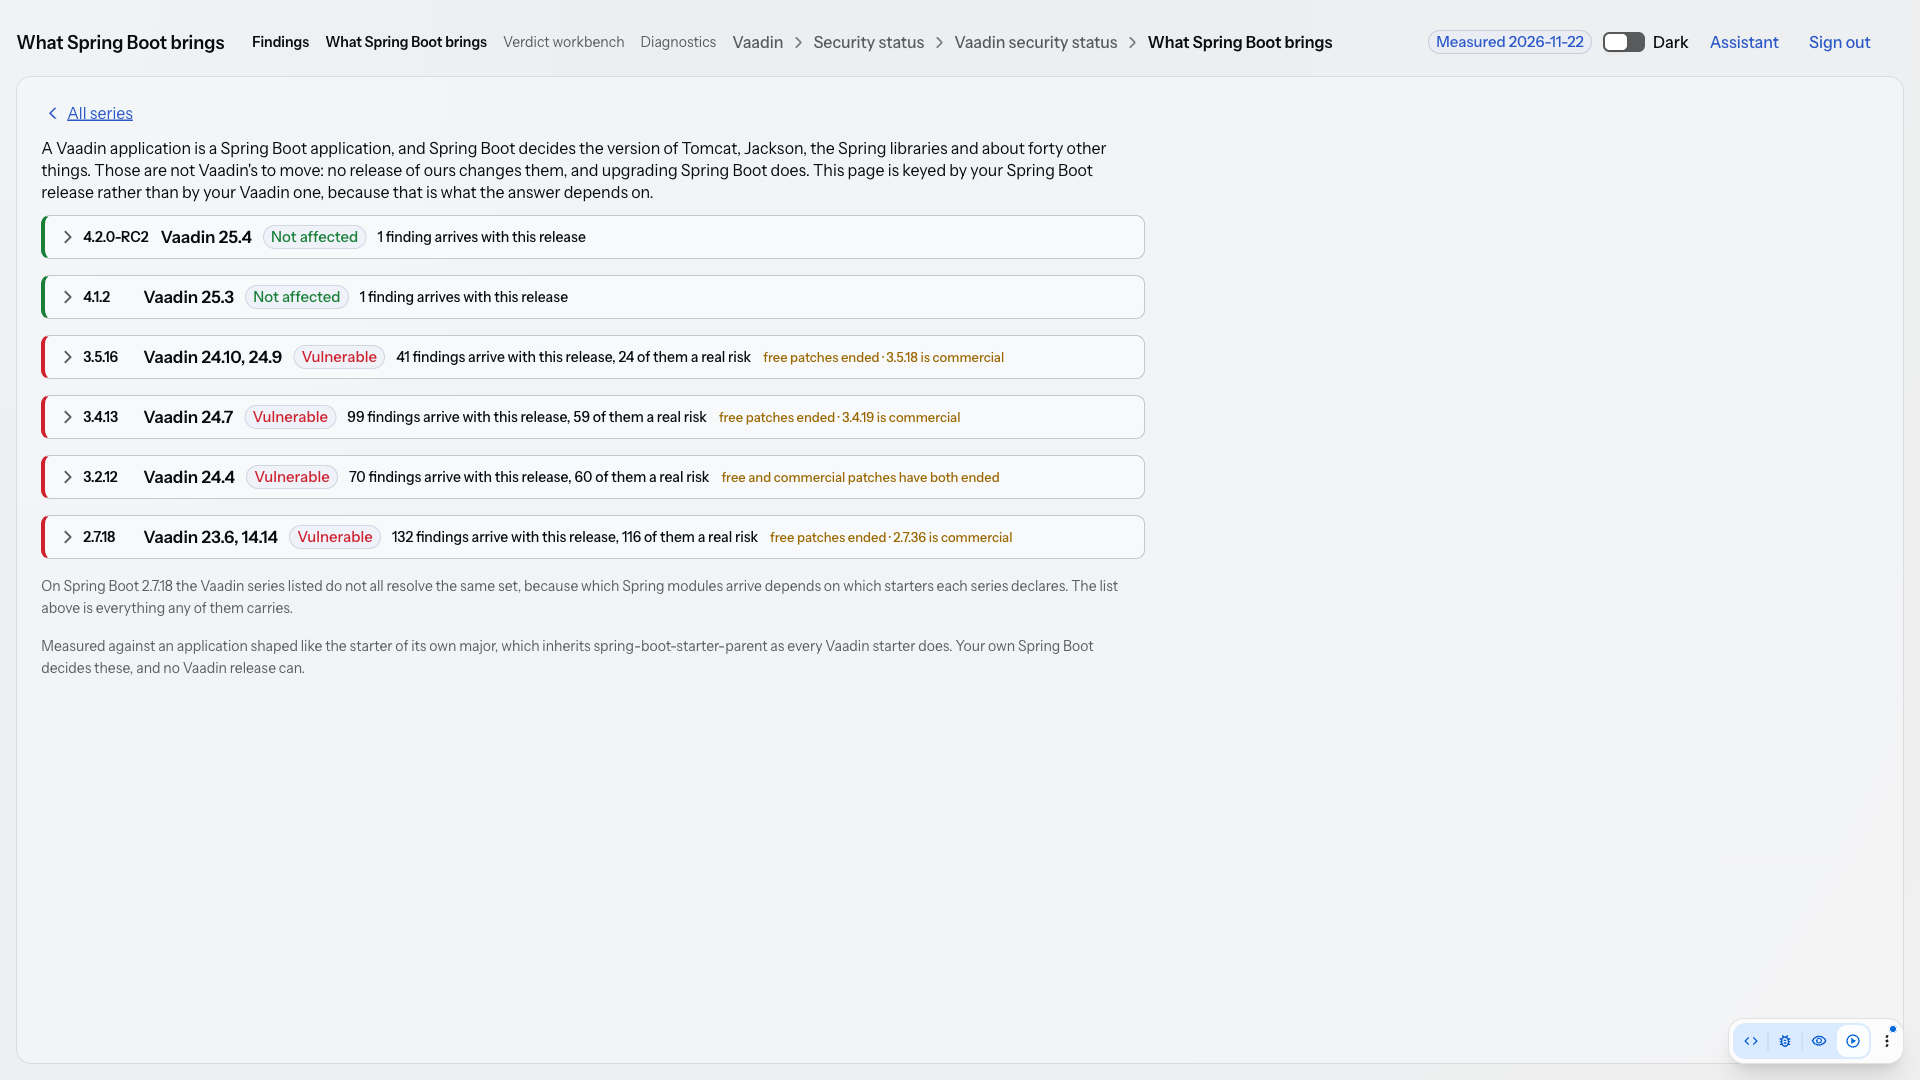 What Spring Boot brings
Findings
What Spring Boot brings
Verdict workbench
Diagnostics
Vaadin
Security status
Vaadin security status
What Spring Boot brings
Measured 2026-11-22
Dark
Assistant
Sign out
All series
A Vaadin application is a Spring Boot application, and Spring Boot decides the version of Tomcat, Jackson, the Spring libraries and about forty other
things. Those are not Vaadin's to move: no release of ours changes them, and upgrading Spring Boot does. This page is keyed by your Spring Boot
release rather than by your Vaadin one, because that is what the answer depends on.
4.2.0-RC2 Vaadin 25.4 Not affected 1 finding arrives with this release
4.1.2 Vaadin 25.3 Not affected 1 finding arrives with this release
3.5.16 Vaadin 24.10, 24.9 Vulnerable 41 findings arrive with this release, 24 of them a real risk free patches ended · 3.5.18 is commercial
3.4.13 Vaadin 24.7 Vulnerable 99 findings arrive with this release, 59 of them a real risk free patches ended · 3.4.19 is commercial
3.2.12 Vaadin 24.4 Vulnerable 70 findings arrive with this release, 60 of them a real risk free and commercial patches have both ended
2.7.18 Vaadin 23.6, 14.14 Vulnerable 132 findings arrive with this release, 116 of them a real risk free patches ended · 2.7.36 is commercial
On Spring Boot 2.7.18 the Vaadin series listed do not all resolve the same set, because which Spring modules arrive depends on which starters each series declares. The list
above is everything any of them carries.
Measured against an application shaped like the starter of its own major, which inherits spring-boot-starter-parent as every Vaadin starter does. Your own Spring Boot
decides these, and no Vaadin release can.